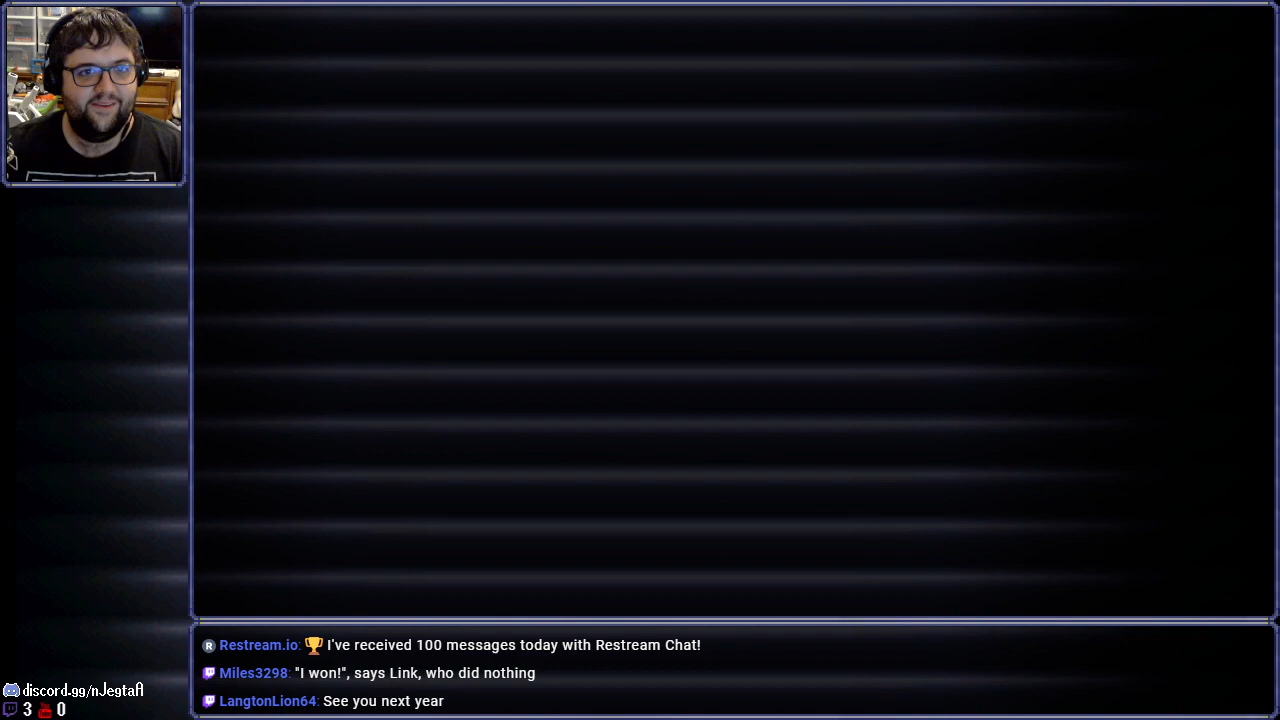 Restream.io: 🏆 I've received 100 messages today with Restream Chat!
Miles3298: "I won!", says Link, who did nothing
LangtonLion64: See you next year
discord.gg/nJegtaA
3 0